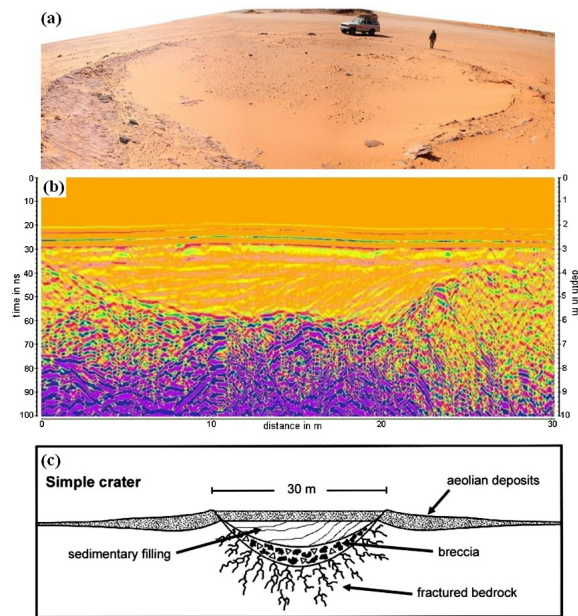 (a)
(b)
0
10
20
30
40
50
60
70
80
90
100
time in ns
0
1
2
3
4
5
6
7
8
9
10
depth in m
0
10
20
30
distance in m
(c)
Simple crater
30 m
aeolian deposits
sedimentary filling
breccia
fractured bedrock